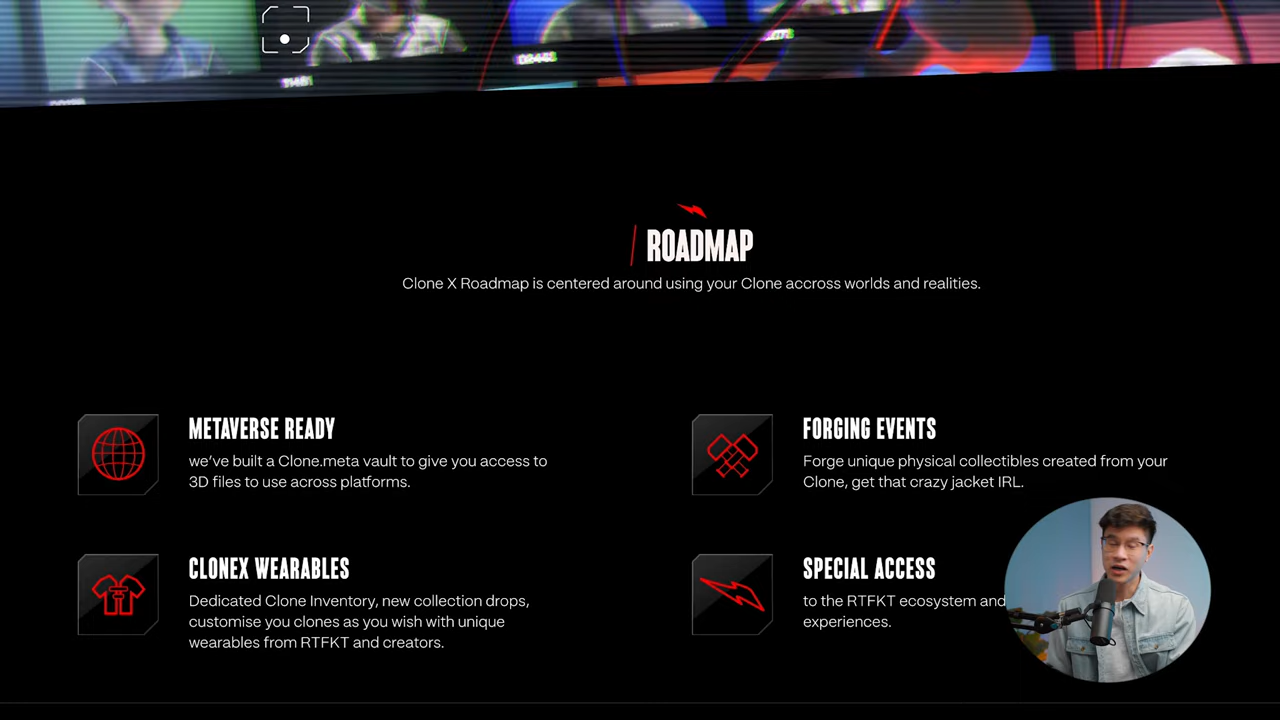 ROADMAP
Clone X Roadmap is centered around using your Clone accross worlds and realities.
METAVERSE READY
we've built a Clone.meta vault to give you access to
3D files to use across platforms.
FORGING EVENTS
Forge unique physical collectibles created from your
Clone, get that crazy jacket IRL.
CLONEX WEARABLES
Dedicated Clone Inventory, new collection drops,
customise you clones as you wish with unique
wearables from RTFKT and creators.
SPECIAL ACCESS
to the RTFKT ecosystem and
experiences.